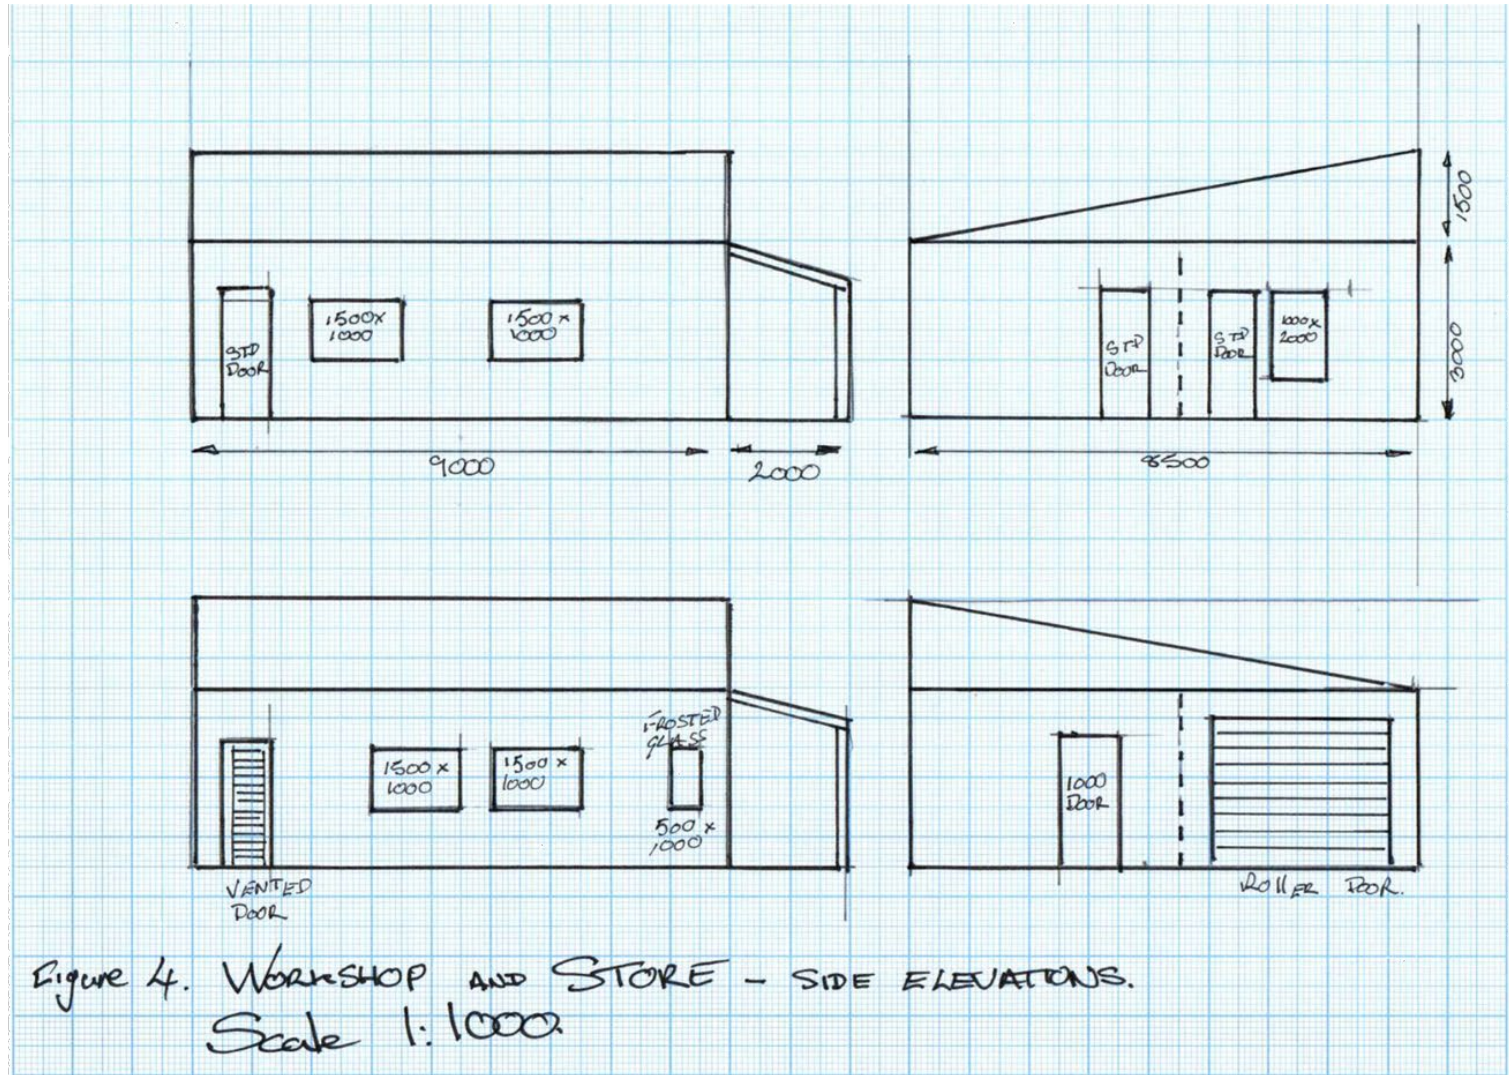 1500
1500x
1000
1500 x
1000
STD
DOOR
STD
DOOR
STD
DOOR
1000x
2000
3000
9000
2000
8500
FROSTED
GLASS
1500 x
1000
1500 x
1000
500 x
1000
1000
DOOR
VENTED
DOOR
ROLLER DOOR.
Figure 4. WORKSHOP AND STORE - SIDE ELEVATIONS.
Scale 1:1000.